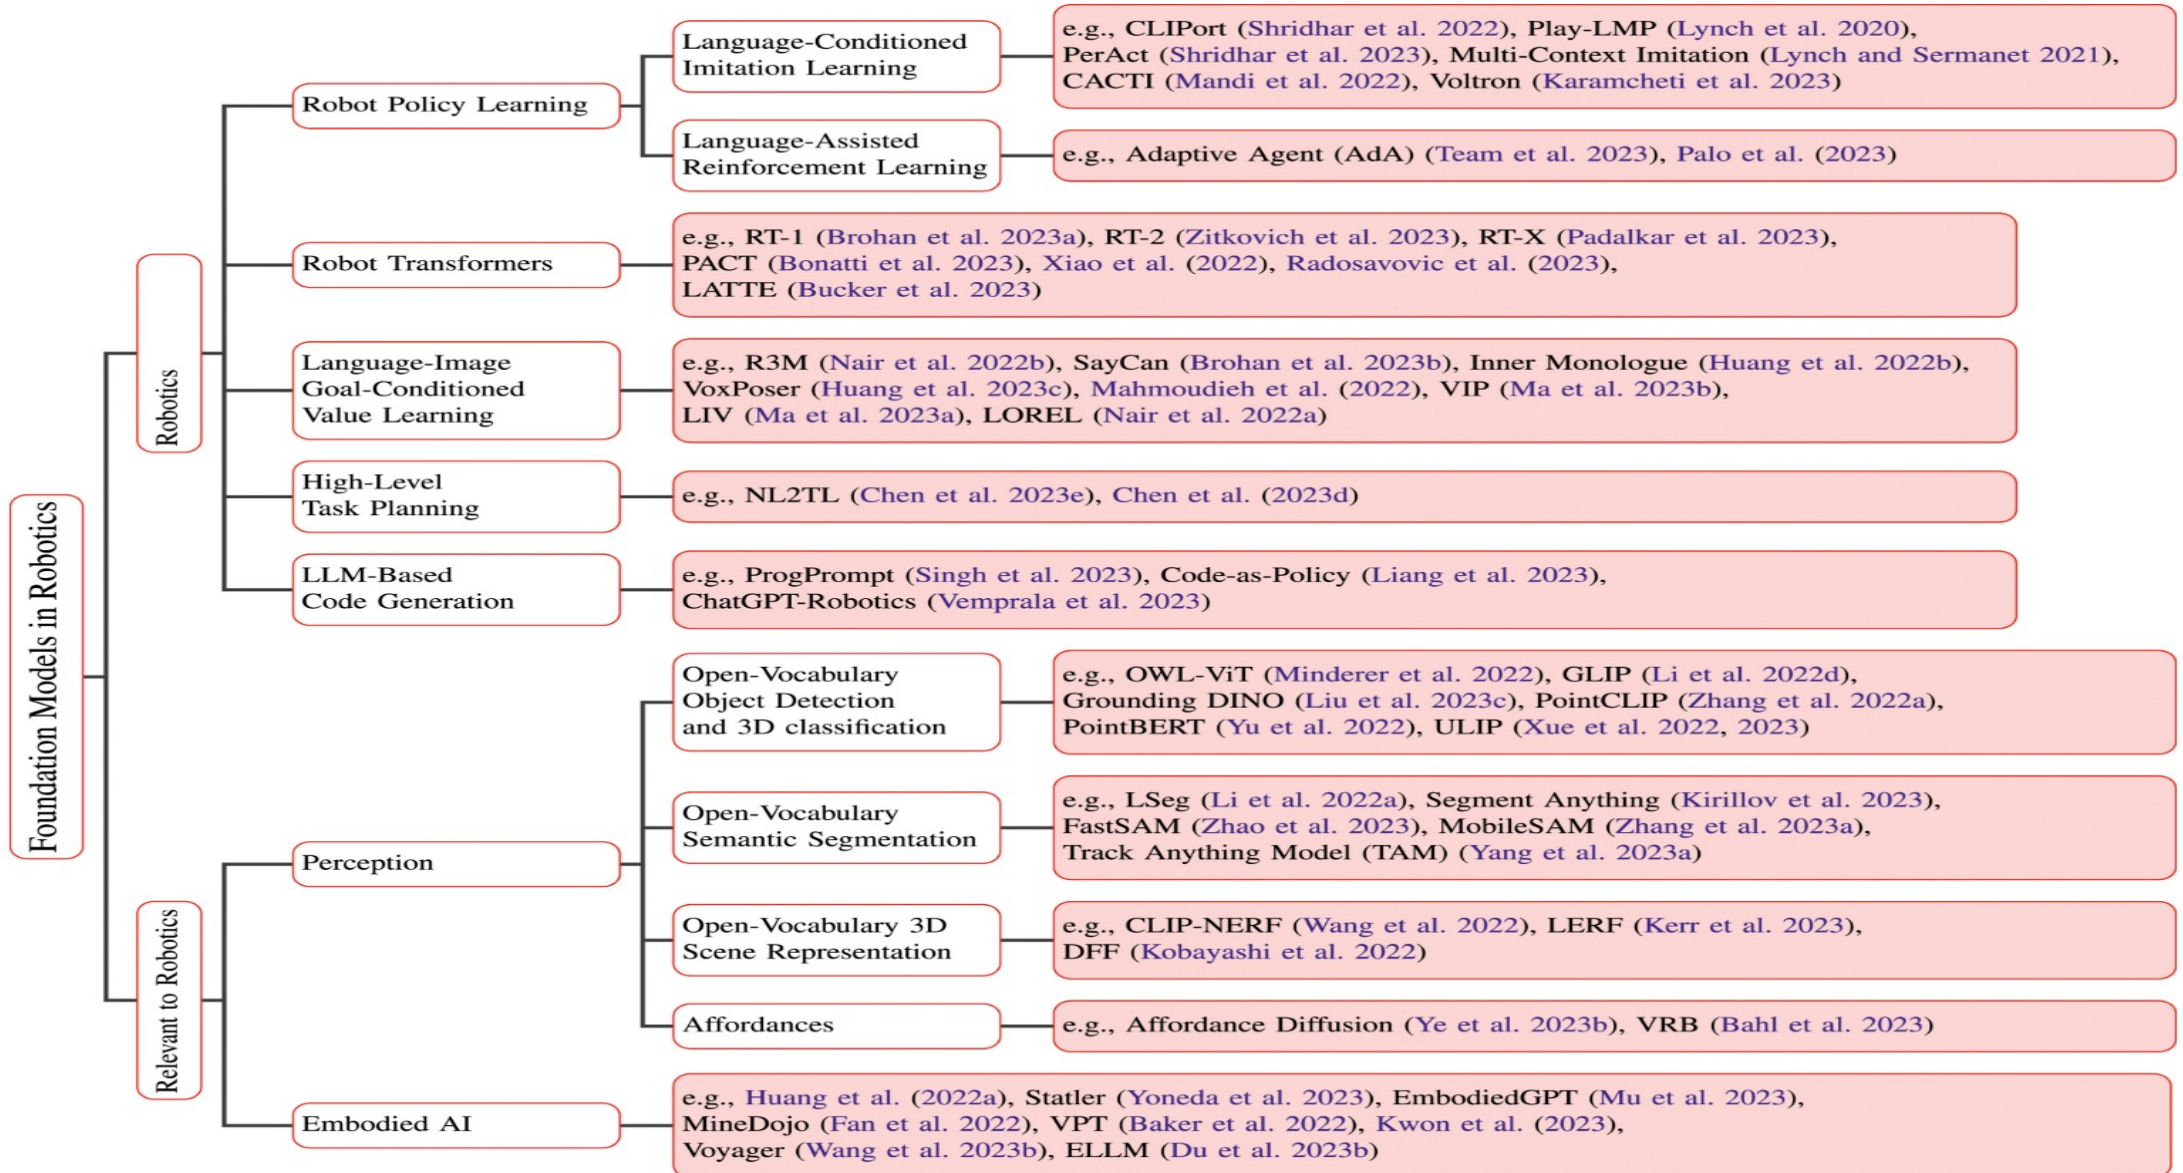 Foundation Models in Robotics
Robotics
Robot Policy Learning
Language-Conditioned
Imitation Learning
e.g., CLIPort (Shridhar et al. 2022), Play-LMP (Lynch et al. 2020),
PerAct (Shridhar et al. 2023), Multi-Context Imitation (Lynch and Sermanet 2021),
CACTI (Mandi et al. 2022), Voltron (Karamcheti et al. 2023)
Language-Assisted
Reinforcement Learning
e.g., Adaptive Agent (AdA) (Team et al. 2023), Palo et al. (2023)
Robot Transformers
e.g., RT-1 (Brohan et al. 2023a), RT-2 (Zitkovich et al. 2023), RT-X (Padalkar et al. 2023),
PACT (Bonatti et al. 2023), Xiao et al. (2022), Radosavovic et al. (2023),
LATTE (Bucker et al. 2023)
Language-Image
Goal-Conditioned
Value Learning
e.g., R3M (Nair et al. 2022b), SayCan (Brohan et al. 2023b), Inner Monologue (Huang et al. 2022b),
VoxPoser (Huang et al. 2023c), Mahmoudieh et al. (2022), VIP (Ma et al. 2023b),
LIV (Ma et al. 2023a), LOREL (Nair et al. 2022a)
High-Level
Task Planning
e.g., NL2TL (Chen et al. 2023e), Chen et al. (2023d)
LLM-Based
Code Generation
e.g., ProgPrompt (Singh et al. 2023), Code-as-Policy (Liang et al. 2023),
ChatGPT-Robotics (Vemprala et al. 2023)
Relevant to Robotics
Perception
Open-Vocabulary
Object Detection
and 3D classification
e.g., OWL-ViT (Minderer et al. 2022), GLIP (Li et al. 2022d),
Grounding DINO (Liu et al. 2023c), PointCLIP (Zhang et al. 2022a),
PointBERT (Yu et al. 2022), ULIP (Xue et al. 2022, 2023)
Open-Vocabulary
Semantic Segmentation
e.g., LSeg (Li et al. 2022a), Segment Anything (Kirillov et al. 2023),
FastSAM (Zhao et al. 2023), MobileSAM (Zhang et al. 2023a),
Track Anything Model (TAM) (Yang et al. 2023a)
Open-Vocabulary 3D
Scene Representation
e.g., CLIP-NERF (Wang et al. 2022), LERF (Kerr et al. 2023),
DFF (Kobayashi et al. 2022)
Affordances
e.g., Affordance Diffusion (Ye et al. 2023b), VRB (Bahl et al. 2023)
Embodied AI
e.g., Huang et al. (2022a), Statler (Yoneda et al. 2023), EmbodiedGPT (Mu et al. 2023),
MineDojo (Fan et al. 2022), VPT (Baker et al. 2022), Kwon et al. (2023),
Voyager (Wang et al. 2023b), ELLM (Du et al. 2023b)